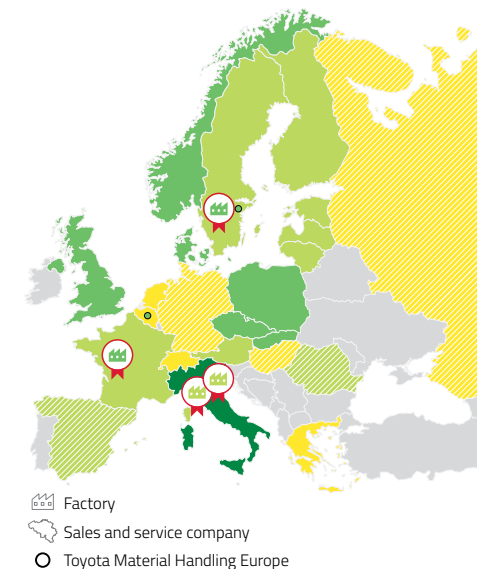 Factory
Sales and service company
Toyota Material Handling Europe